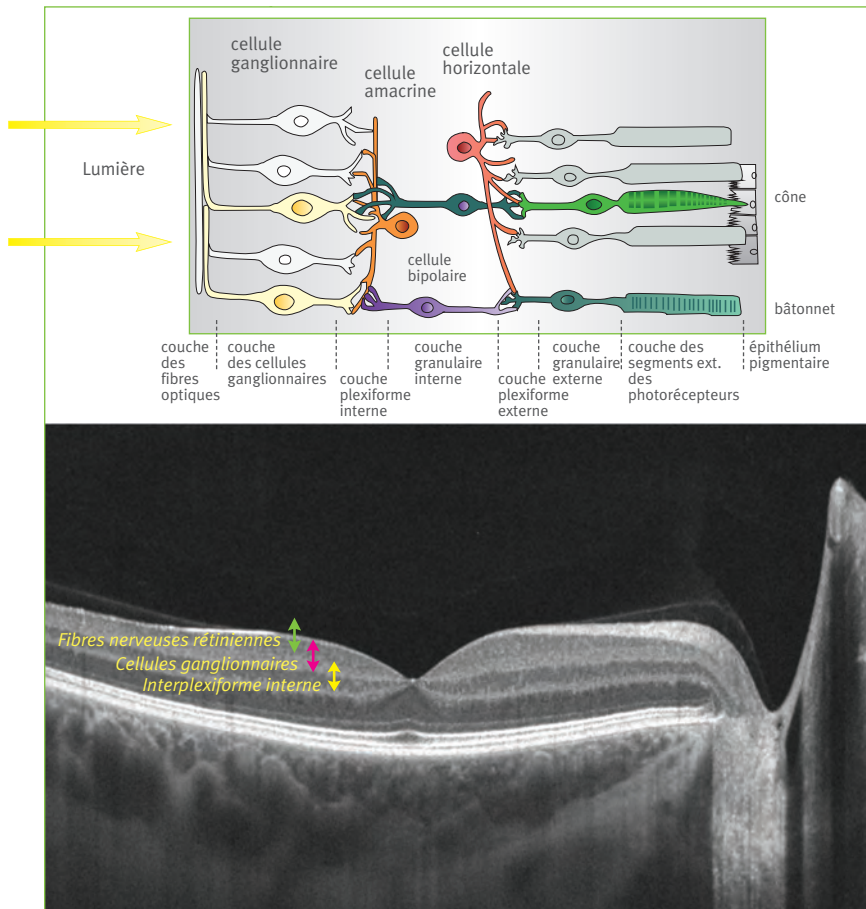 cellule
ganglionnaire
cellule
amacrine
cellule
horizontale
Lumière
cône
cellule
bipolaire
bâtonnet
couche
des
fibres
optiques
couche
des cellules
ganglionnaires
couche
plexiforme
interne
couche
granulaire
interne
couche
plexiforme
externe
couche
granulaire
externe
couche des
segments ext.
des
photorécepteurs
épithélium
pigmentaire
Fibres nerveuses rétiniennes
Cellules ganglionnaires
Interplexiforme interne